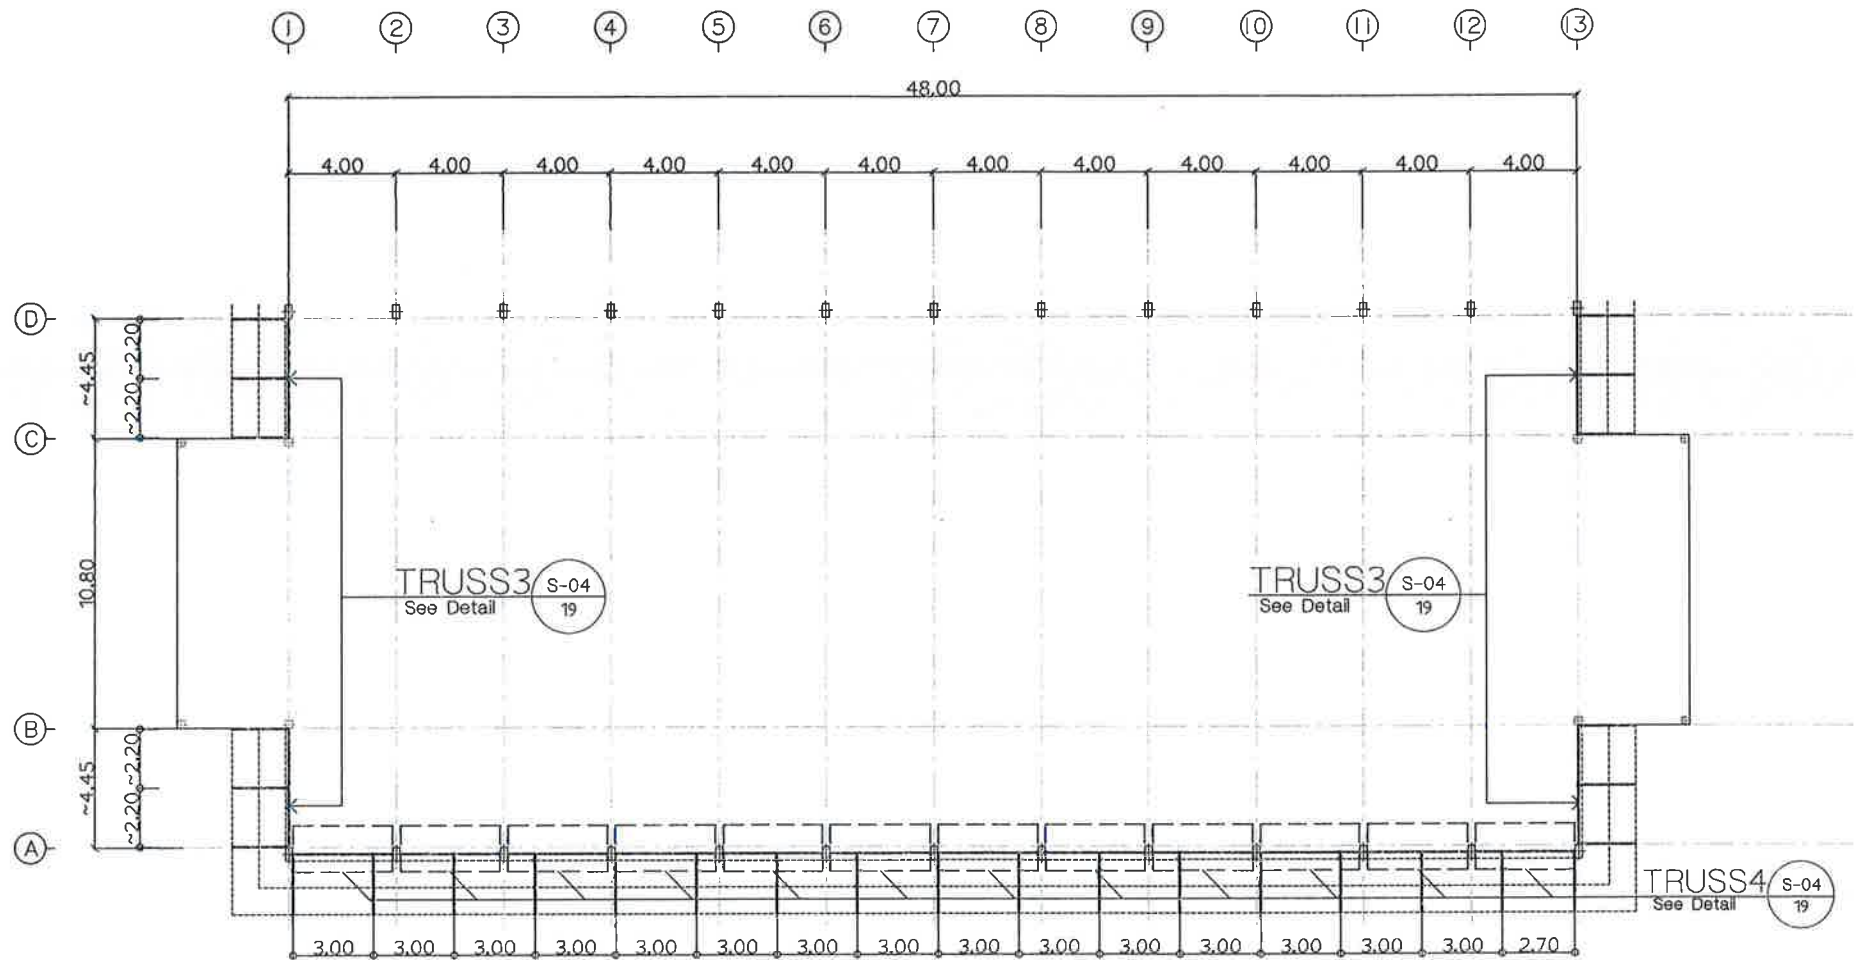 1 2 3 4 5 6 7 8 9 10 11 12 13
48.00
4.00 4.00 4.00 4.00 4.00 4.00 4.00 4.00 4.00 4.00 4.00 4.00
D
~4.45
~2.20
~2.20
C
10.80
TRUSS3 S-04
See Detail 19
TRUSS3 S-04
See Detail 19
B
~4.45
~2.20
~2.20
A
TRUSS4 S-04
See Detail 19
3.00 3.00 3.00 3.00 3.00 3.00 3.00 3.00 3.00 3.00 3.00 3.00 3.00 3.00 3.00 2.70